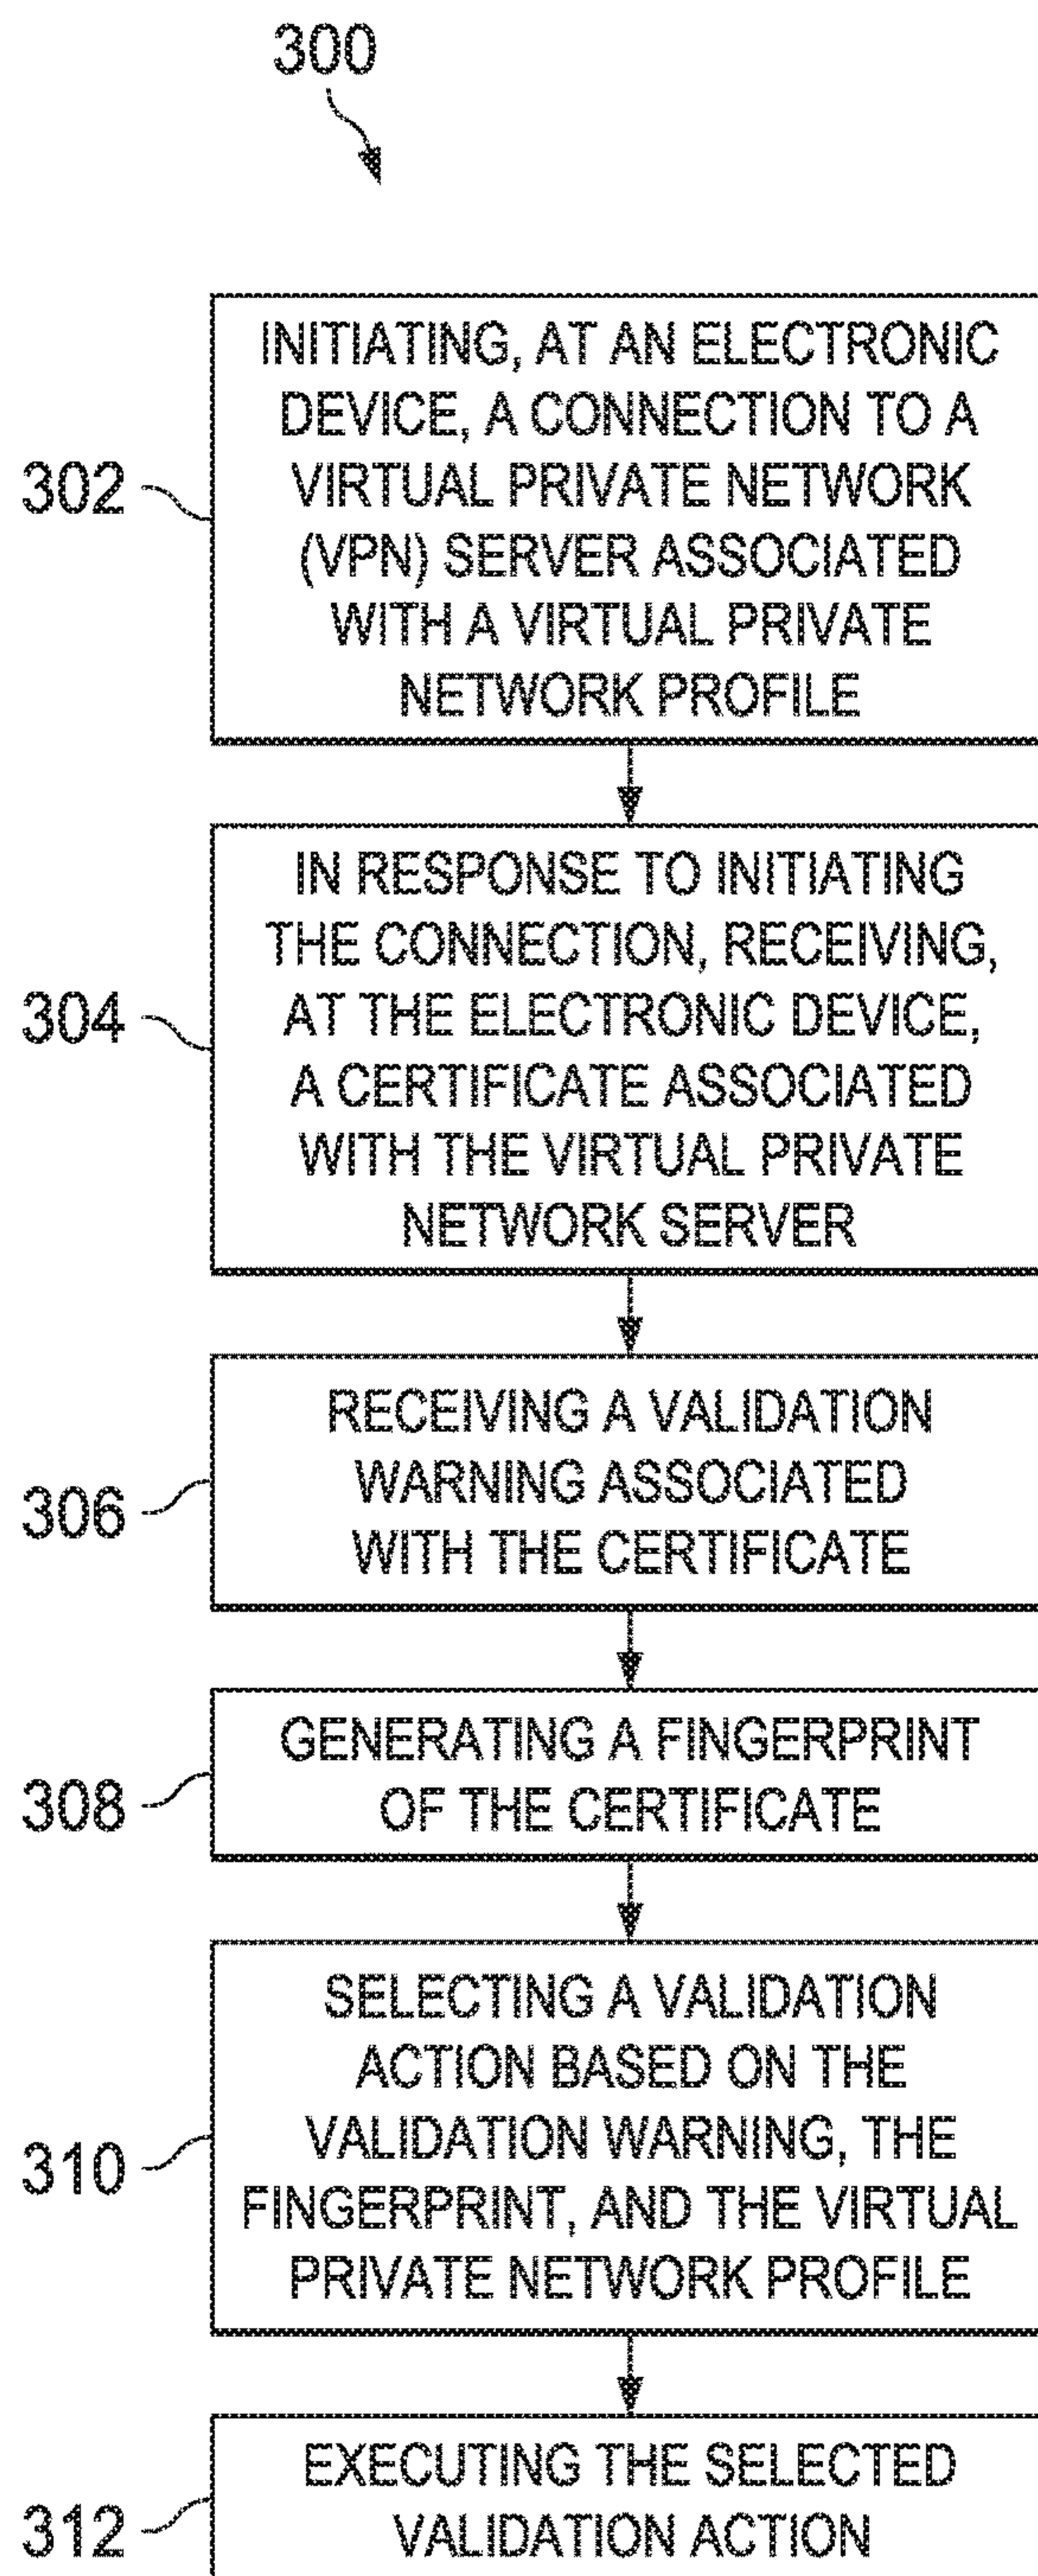 300
INITIATING, AT AN ELECTRONIC
DEVICE, A CONNECTION TO A
VIRTUAL PRIVATE NETWORK
(VPN) SERVER ASSOCIATED
WITH A VIRTUAL PRIVATE
NETWORK PROFILE
302
IN RESPONSE TO INITIATING
THE CONNECTION, RECEIVING,
AT THE ELECTRONIC DEVICE,
A CERTIFICATE ASSOCIATED
WITH THE VIRTUAL PRIVATE
NETWORK SERVER
304
RECEIVING A VALIDATION
WARNING ASSOCIATED
WITH THE CERTIFICATE
306
GENERATING A FINGERPRINT
OF THE CERTIFICATE
308
SELECTING A VALIDATION
ACTION BASED ON THE
VALIDATION WARNING, THE
FINGERPRINT, AND THE VIRTUAL
PRIVATE NETWORK PROFILE
310
EXECUTING THE SELECTED
VALIDATION ACTION
312